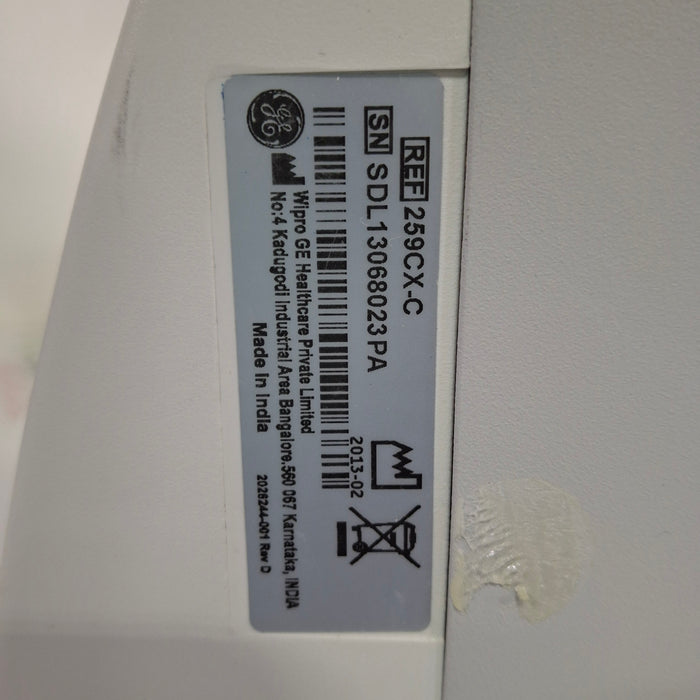 REF 259CX-C
SN SDL13068023PA
2013-02
GE
Wipro GE Healthcare Private Limited
No:4 Kadugodi Industrial Area Bangalore.560 067 Karnataka, INDIA
Made in India
2026244-001 Rev D